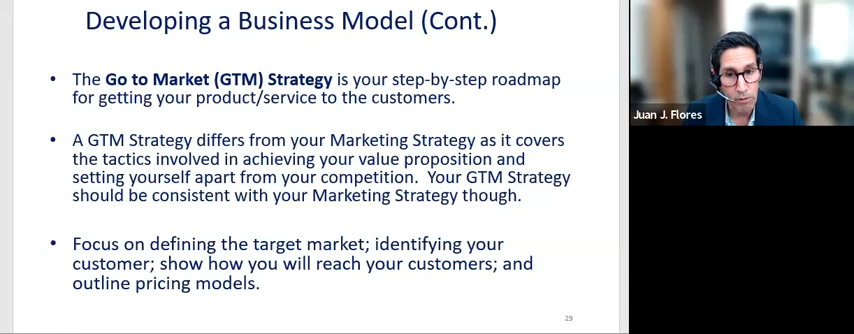 Developing a Business Model (Cont.)
• The Go to Market (GTM) Strategy is your step-by-step roadmap
for getting your product/service to the customers.
• A GTM Strategy differs from your Marketing Strategy as it covers
the tactics involved in achieving your value proposition and
setting yourself apart from your competition.  Your GTM Strategy
should be consistent with your Marketing Strategy though.
• Focus on defining the target market; identifying your
customer; show how you will reach your customers; and
outline pricing models.
29
Juan J. Flores